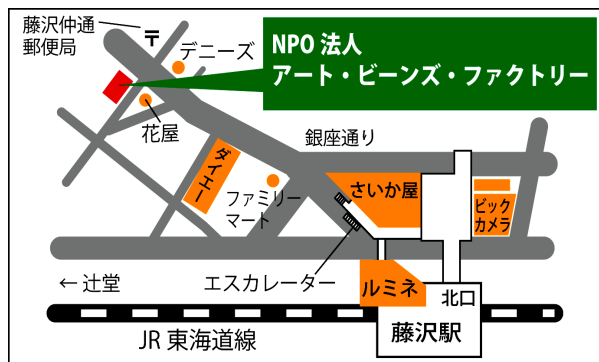 藤沢仲通
郵便局
〒
デニーズ
NPO 法人
アート・ビーンズ・ファクトリー
花屋
銀座通り
ダイエー
さいか屋
ファミリー
マート
ビック
カメラ
エスカレーター
← 辻堂
ルミネ
北口
藤沢駅
JR 東海道線